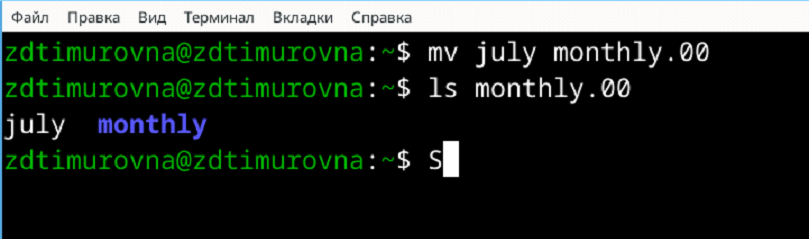 Файл Правка Вид Терминал Вкладки Справка
zdtimurovna@zdtimurovna:~$ mv july monthly.00
zdtimurovna@zdtimurovna:~$ ls monthly.00
july  monthly
zdtimurovna@zdtimurovna:~$ S